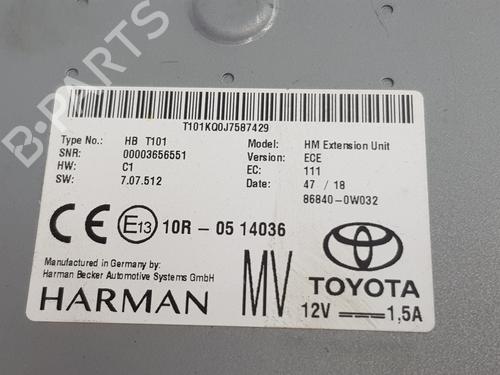 T101KQ0J7587429
Type No.: HB T101 Model: HM Extension Unit
SNR: 00003656551 Version: ECE
HW: C1 EC: 111
SW: 7.07.512 Date: 47 / 18
86840-0W032
CE E13 10R - 05 14036
Manufactured in Germany by:
Harman Becker Automotive Systems GmbH
HARMAN MV TOYOTA
12V 1,5A
B-PARTS